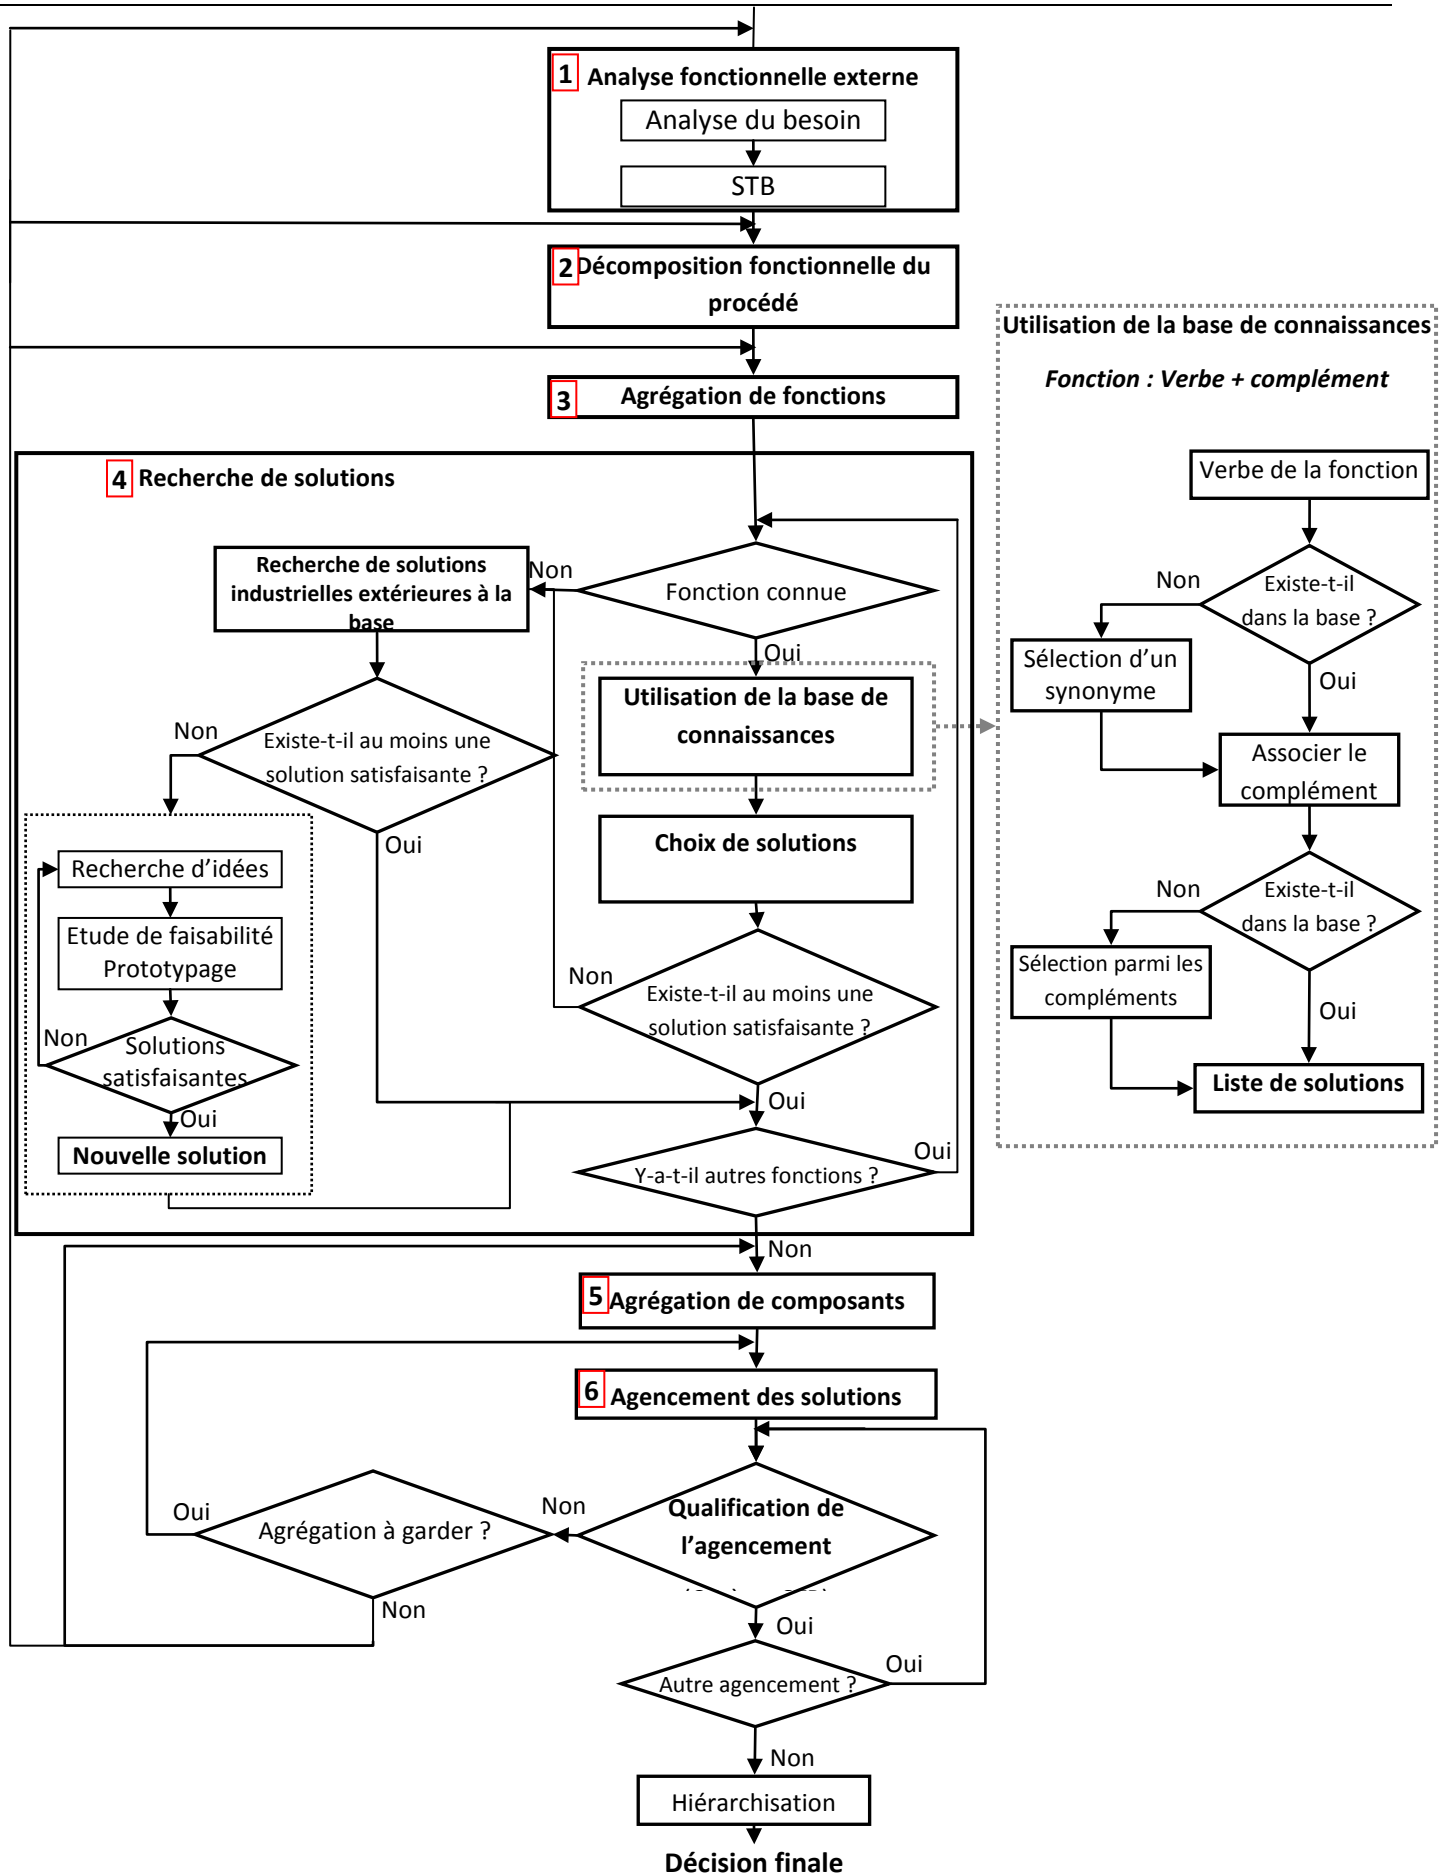 1 Analyse fonctionnelle externe
Analyse du besoin
STB
2 Décomposition fonctionnelle du
procédé
3 Agrégation de fonctions
4 Recherche de solutions
Recherche de solutions
industrielles extérieures à la
base
Non
Fonction connue
Oui
Utilisation de la base de
connaissances
Non
Existe-t-il au moins une
solution satisfaisante ?
Oui
Choix de solutions
Recherche d'idées
Etude de faisabilité
Prototypage
Non
Solutions
satisfaisantes
Oui
Nouvelle solution
Non
Existe-t-il au moins une
solution satisfaisante ?
Oui
Y-a-t-il autres fonctions ?
Oui
Non
5 Agrégation de composants
6 Agencement des solutions
Oui
Agrégation à garder ?
Non
Non
Qualification de
l'agencement
Oui
Autre agencement ?
Oui
Non
Hiérarchisation
Décision finale
Utilisation de la base de connaissances
Fonction : Verbe + complément
Verbe de la fonction
Non
Existe-t-il
dans la base ?
Sélection d'un
synonyme
Oui
Associer le
complément
Non
Existe-t-il
dans la base ?
Sélection parmi les
compléments
Oui
Liste de solutions